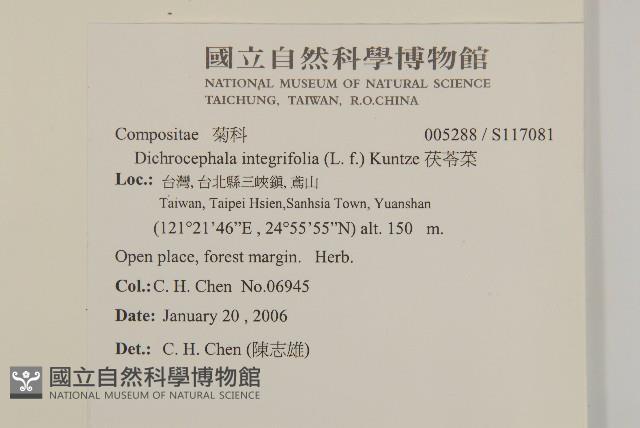 國立自然科學博物館
NATIONAL MUSEUM OF NATURAL SCIENCE
TAICHUNG, TAIWAN, R.O.CHINA
Compositae 菊科 005288 / S117081
Dichrocephala integrifolia (L. f.) Kuntze 茯苓菜
Loc.: 台灣, 台北縣三峽鎮, 鳶山
Taiwan, Taipei Hsien,Sanhsia Town, Yuanshan
(121°21’46”E , 24°55’55”N) alt. 150 m.
Open place, forest margin. Herb.
Col.: C. H. Chen No.06945
Date: January 20 , 2006
Det.: C. H. Chen (陳志雄)
國立自然科學博物館
NATIONAL MUSEUM OF NATURAL SCIENCE